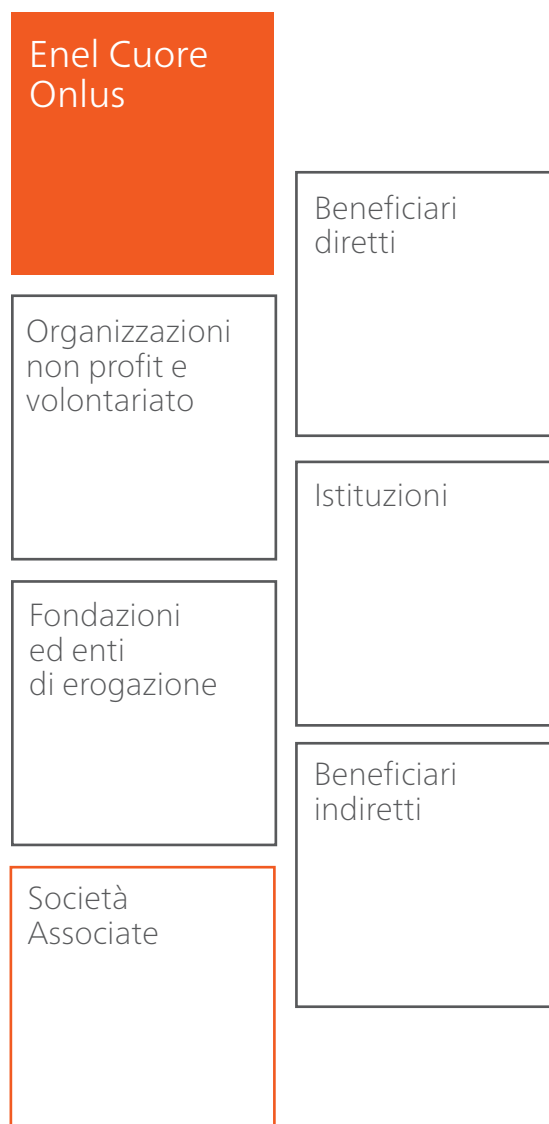 Enel Cuore
Onlus
Beneficiari
diretti
Organizzazioni
non profit e
volontariato
Istituzioni
Fondazioni
ed enti
di erogazione
Beneficiari
indiretti
Società
Associate